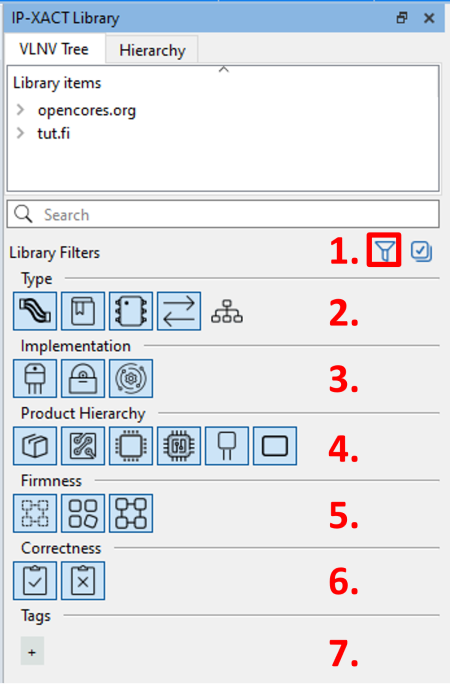 IP-XACT Library
VLNV Tree Hierarchy
Library items
opencores.org
tut.fi
Search
Library Filters 1.
Type
2.
Implementation
3.
Product Hierarchy
4.
Firmness
5.
Correctness
6.
Tags
+ 7.